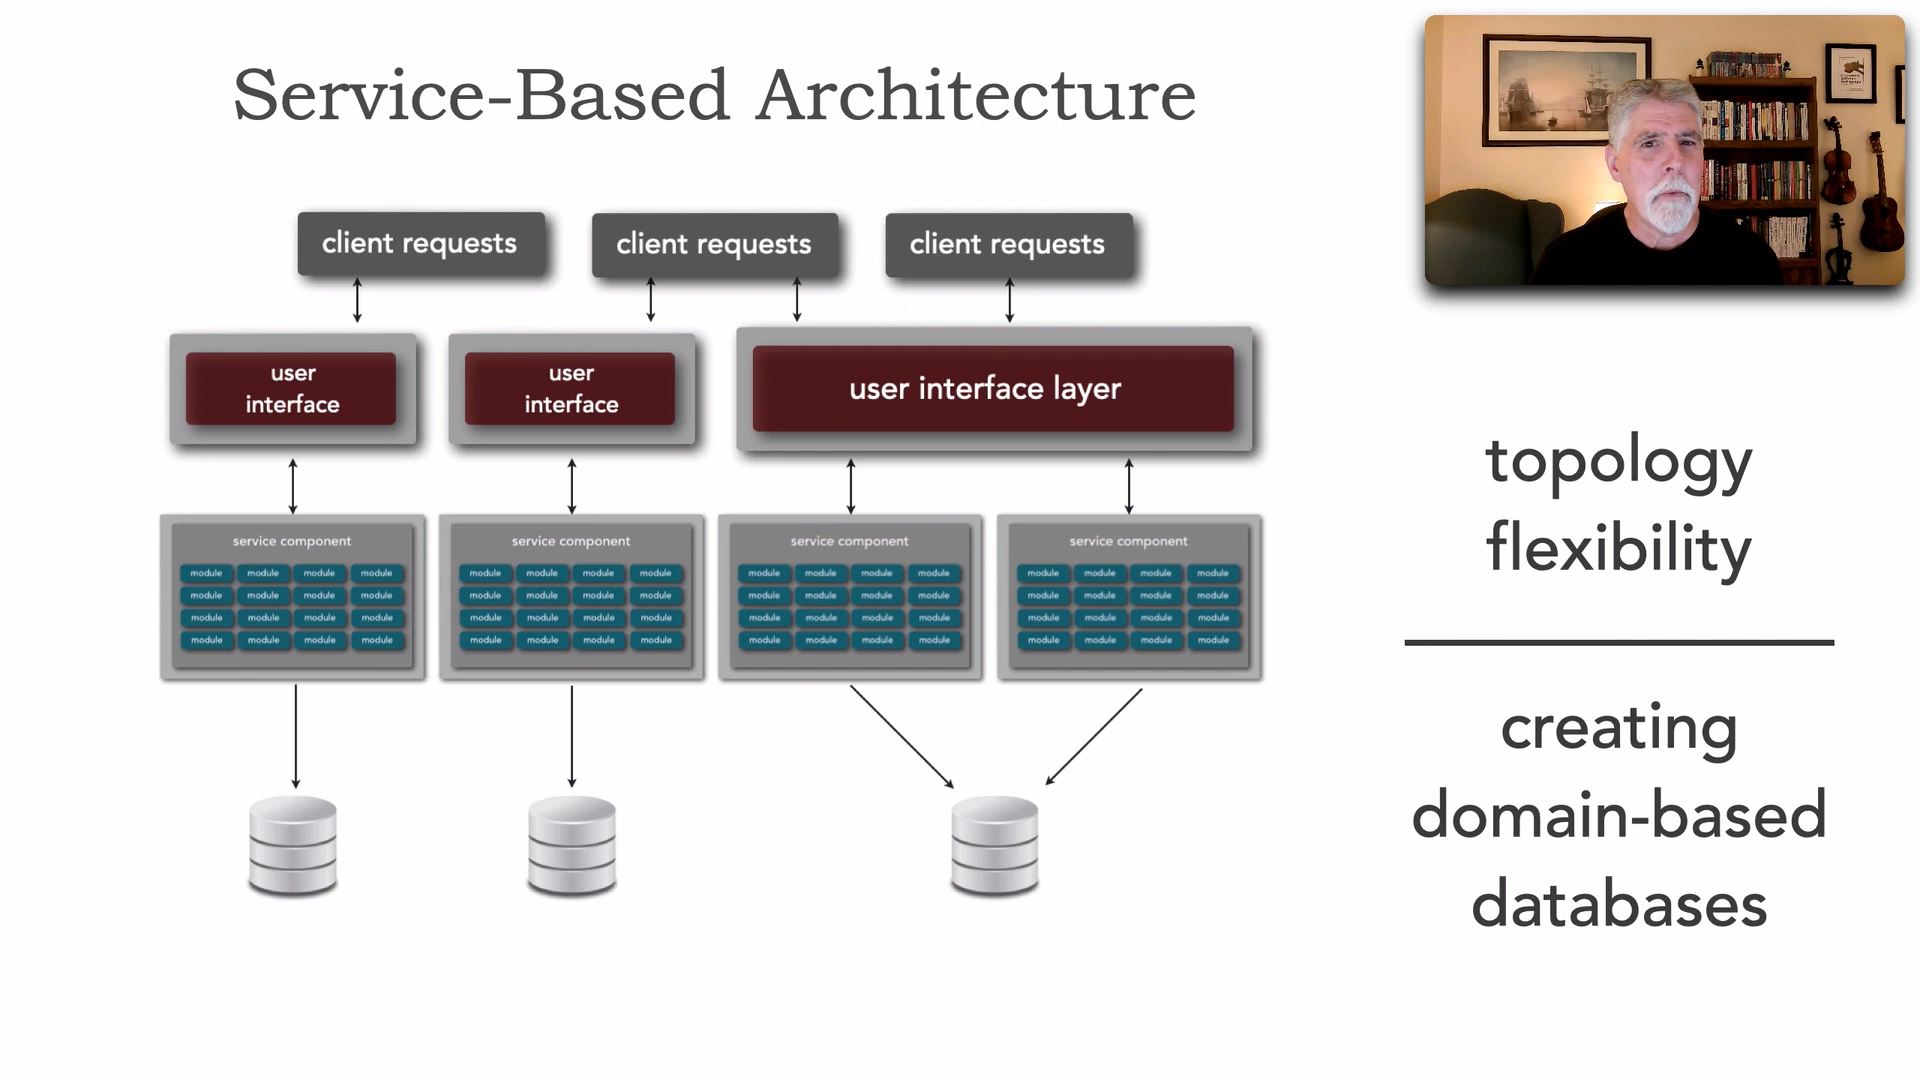 Service-Based Architecture
client requests
client requests
client requests
user
interface
user
interface
user interface layer
service component
module module module module
module module module module
module module module module
module module module module
service component
module module module module
module module module module
module module module module
module module module module
service component
module module module module
module module module module
module module module module
module module module module
service component
module module module module
module module module module
module module module module
module module module module
topology
flexibility
creating
domain-based
databases